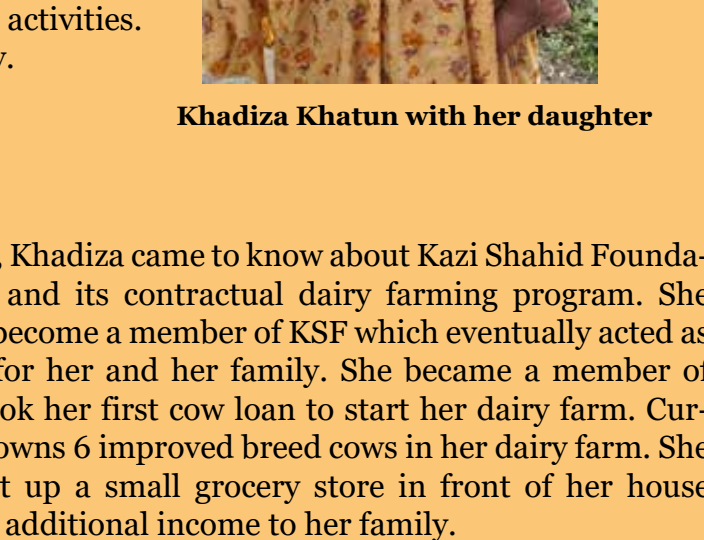 activities.
y.
Khadiza Khatun with her daughter
, Khadiza came to know about Kazi Shahid Founda-
and its contractual dairy farming program. She
become a member of KSF which eventually acted as
for her and her family. She became a member of
ok her first cow loan to start her dairy farm. Cur-
owns 6 improved breed cows in her dairy farm. She
t up a small grocery store in front of her house
additional income to her family.